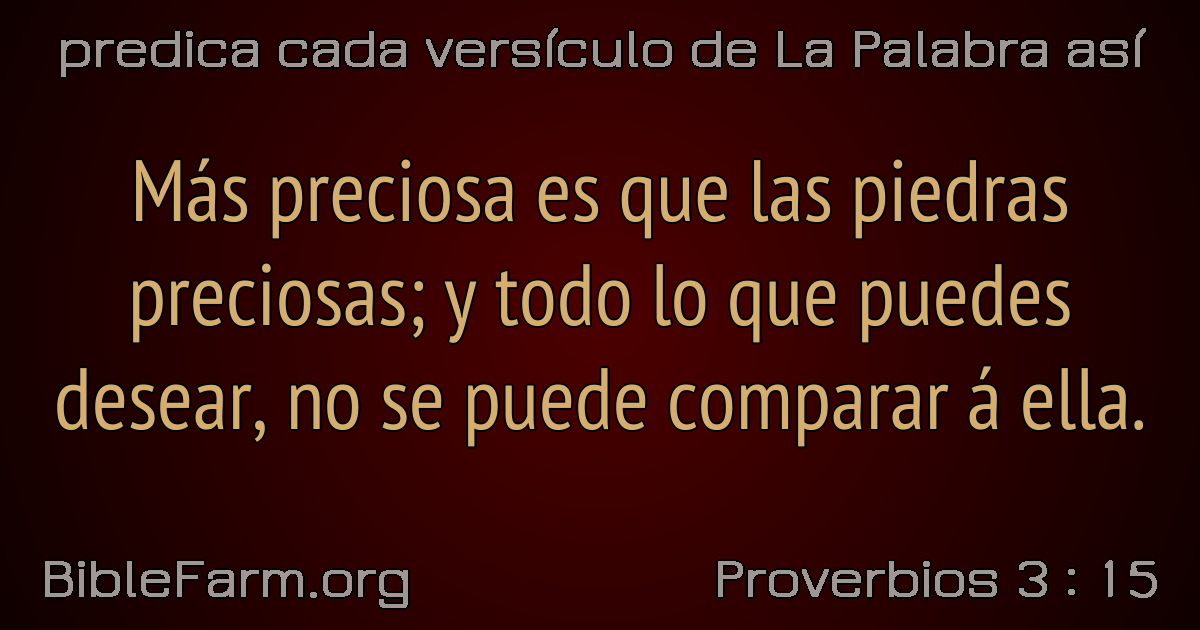 predica cada versículo de La Palabra así
Más preciosa es que las piedras
preciosas; y todo lo que puedes
desear, no se puede comparar á ella.
BibleFarm.org
Proverbios 3 : 15